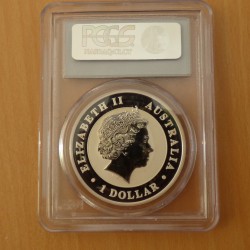 PCGS
ELIZABETH II AUSTRALIA
1 DOLLAR